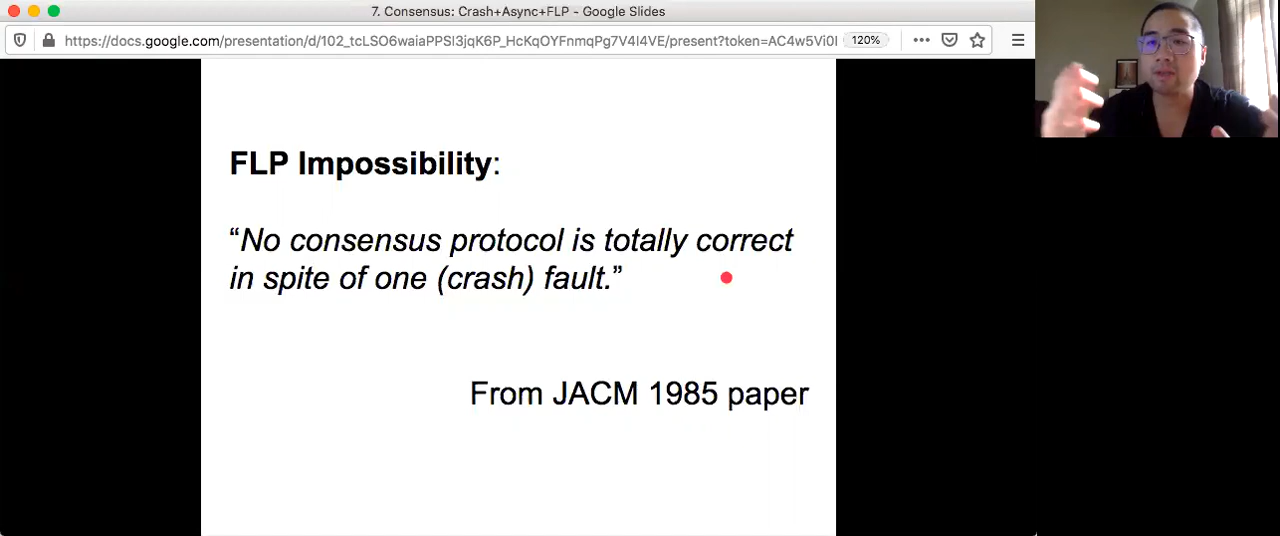 7. Consensus: Crash+Async+FLP - Google Slides
https://docs.google.com/presentation/d/102_tcLSO6waiaPPSI3jqK6P_HcKqOYFnmqPg7V4l4VE/present?token=AC4w5Vi0I
120%
FLP Impossibility:
“No consensus protocol is totally correct
in spite of one (crash) fault.”
From JACM 1985 paper